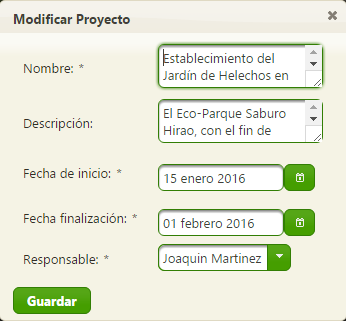 Modificar Proyecto
Nombre: *
Establecimiento del
Jardín de Helechos en
Descripción:
El Eco-Parque Saburo
Hirao, con el fin de
Fecha de inicio: *
15 enero 2016
Fecha finalización: *
01 febrero 2016
Responsable: *
Joaquin Martinez
Guardar